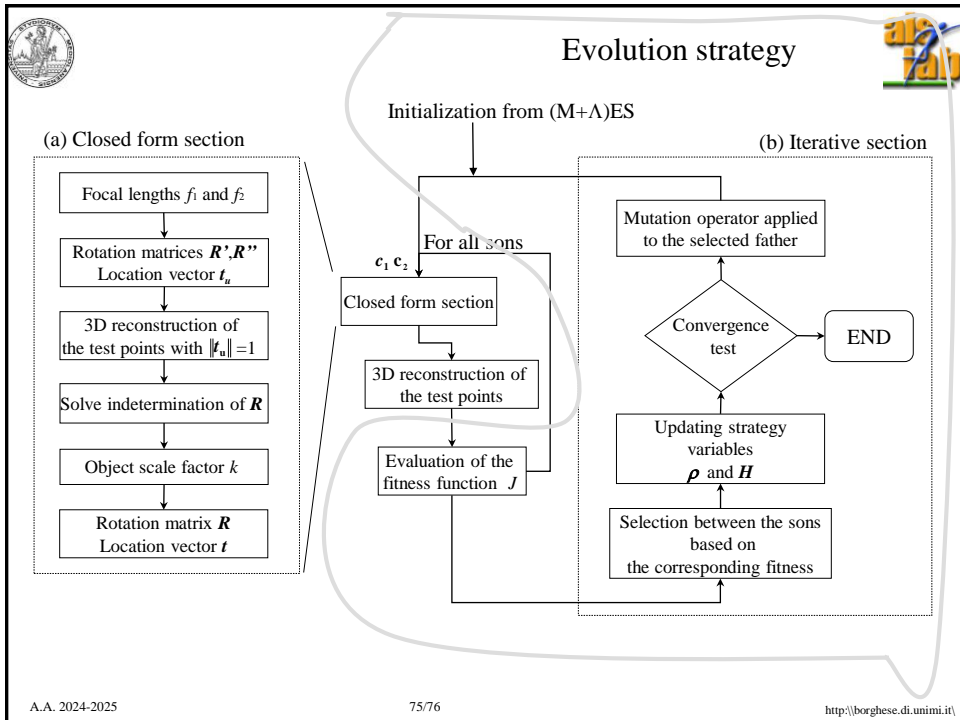 Evolution strategy
Initialization from (M+Λ)ES
(a) Closed form section
Focal lengths f1 and f2
Rotation matrices R',R''
Location vector tu
3D reconstruction of
the test points with ‖tu‖ =1
Solve indetermination of R
Object scale factor k
Rotation matrix R
Location vector t
For all sons
c1 c2
Closed form section
3D reconstruction of
the test points
Evaluation of the
fitness function J
(b) Iterative section
Mutation operator applied
to the selected father
Convergence
test
END
Updating strategy
variables
ρ and H
Selection between the sons
based on
the corresponding fitness
A.A. 2024-2025
75/76
http:\\borghese.di.unimi.it\